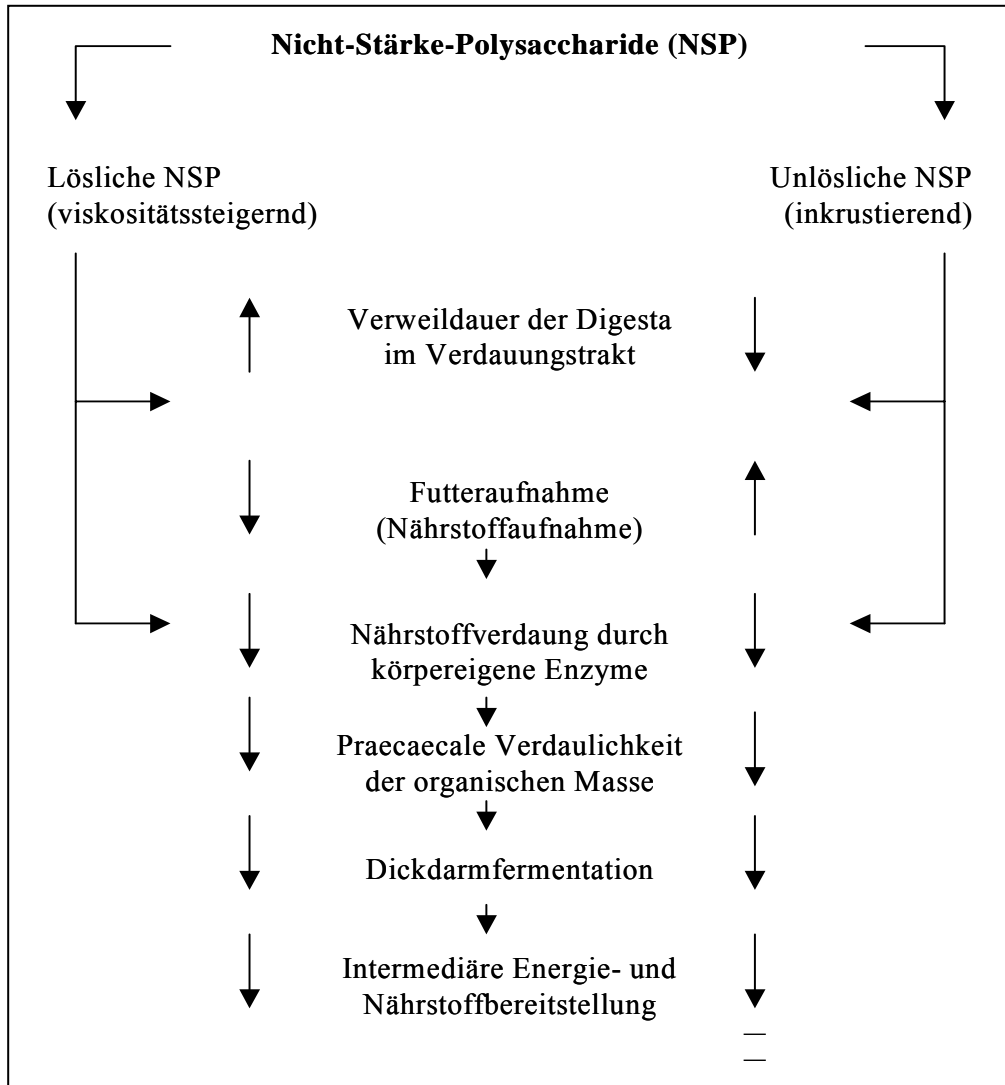 Nicht-Stärke-Polysaccharide (NSP)
Lösliche NSP
(viskositätssteigernd)
Unlösliche NSP
(inkrustierend)
Verweildauer der Digesta
im Verdauungstrakt
Futteraufnahme
(Nährstoffaufnahme)
Nährstoffverdaung durch
körpereigene Enzyme
Praecaecale Verdaulichkeit
der organischen Masse
Dickdarmfermentation
Intermediäre Energie- und
Nährstoffbereitstellung